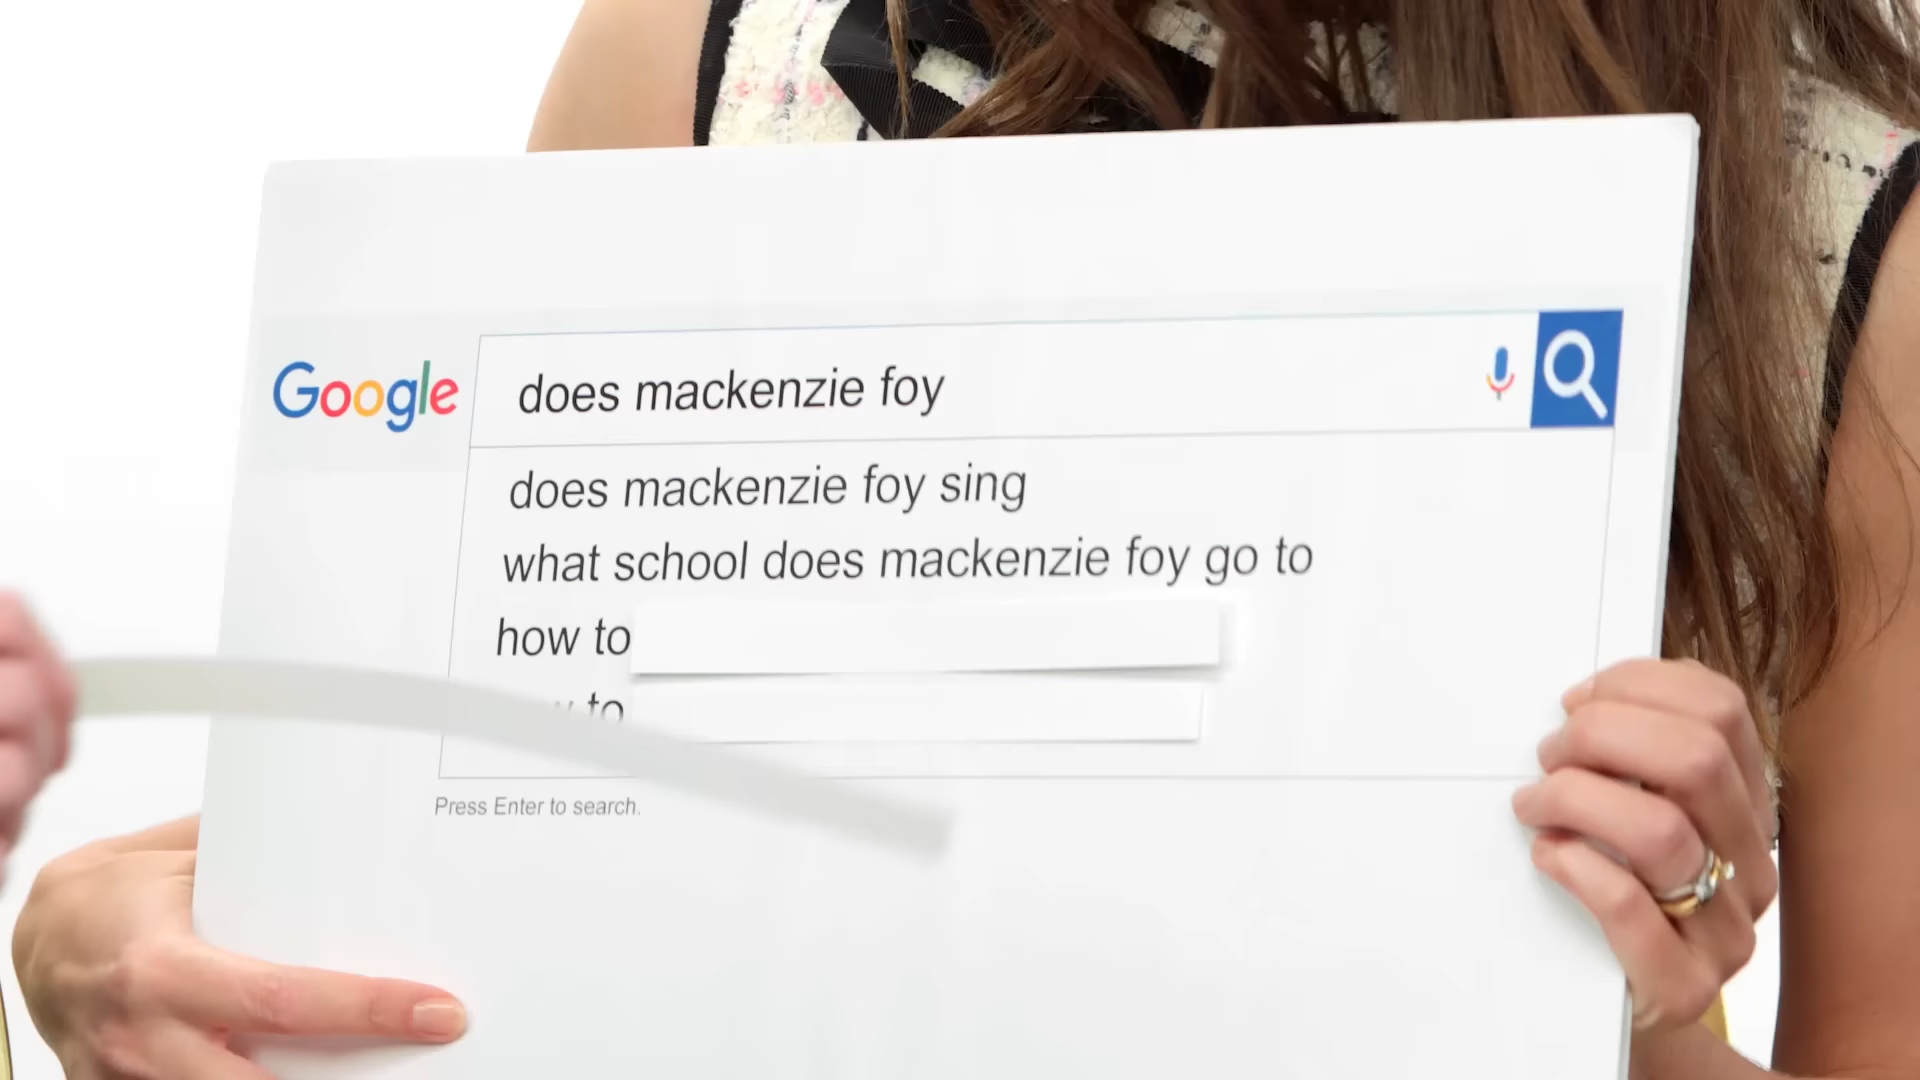 Google does mackenzie foy
does mackenzie foy sing
what school does mackenzie foy go to
how to
to
Press Enter to search.